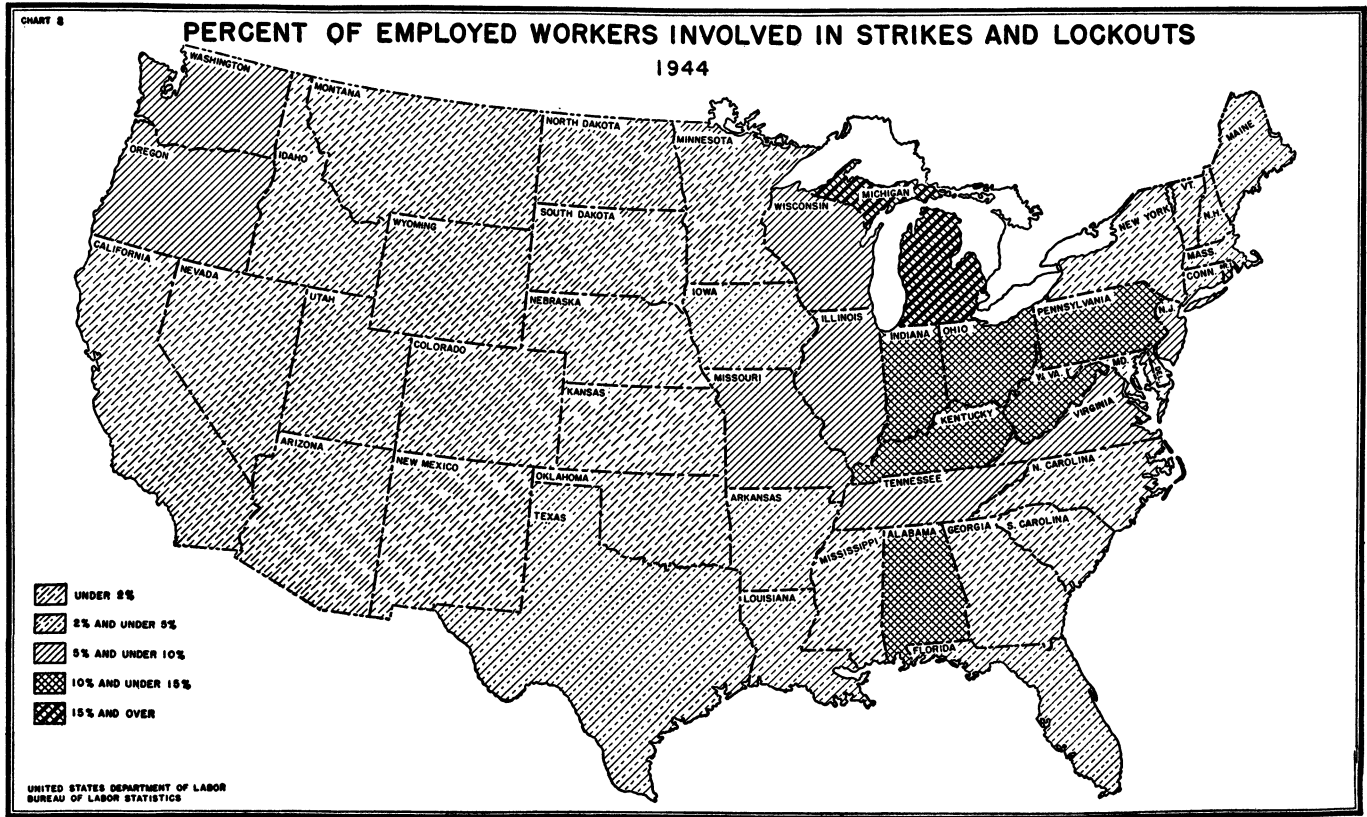 CHART 8
PERCENT OF EMPLOYED WORKERS INVOLVED IN STRIKES AND LOCKOUTS
1944
WASHINGTON
MONTANA
NORTH DAKOTA
MINNESOTA
MAINE
OREGON
IDAHO
VT.
MICHIGAN
WISCONSIN
N.H.
NEW YORK
SOUTH DAKOTA
WYOMING
CALIFORNIA
MASS.
NEVADA
CONN.
R.I.
IOWA
UTAH
NEBRASKA
PENNSYLVANIA
N.J.
ILLINOIS
INDIANA
OHIO
COLORADO
MD.
DEL.
W. VA.
MISSOURI
KANSAS
VIRGINIA
KENTUCKY
ARIZONA
NEW MEXICO
N. CAROLINA
OKLAHOMA
TENNESSEE
ARKANSAS
TEXAS
S. CAROLINA
GEORGIA
ALABAMA
MISSISSIPPI
LOUISIANA
FLORIDA
UNDER 2%
2% AND UNDER 5%
5% AND UNDER 10%
10% AND UNDER 15%
15% AND OVER
UNITED STATES DEPARTMENT OF LABOR
BUREAU OF LABOR STATISTICS